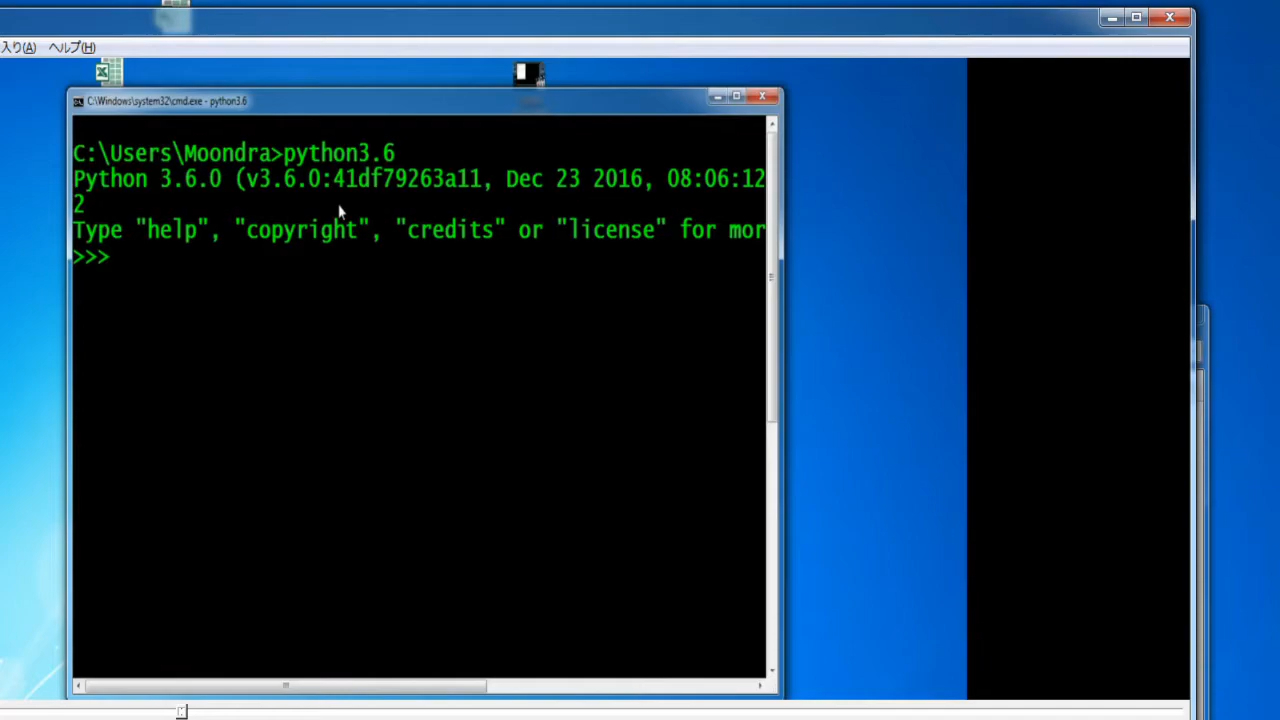 入り(A) ヘルプ(H)
C:\Windows\system32\cmd.exe - python3.6
C:\Users\Moondra>python3.6
Python 3.6.0 (v3.6.0:41df79263a11, Dec 23 2016, 08:06:12
2
Type "help", "copyright", "credits" or "license" for mor
>>>